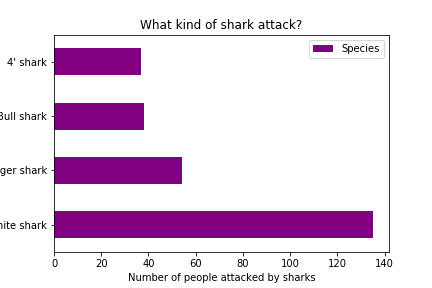 What kind of shark attack?
Species
4' shark
Bull shark
ger shark
ite shark
0 20 40 60 80 100 120 140
Number of people attacked by sharks